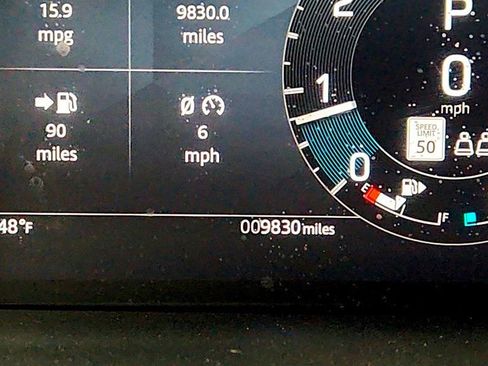 15.9
mpg
9830.0
miles
90
miles
Ø
6
mph
48°F
009830 miles
2
1
0
P
0
mph
SPEED
LIMIT
50
E
F